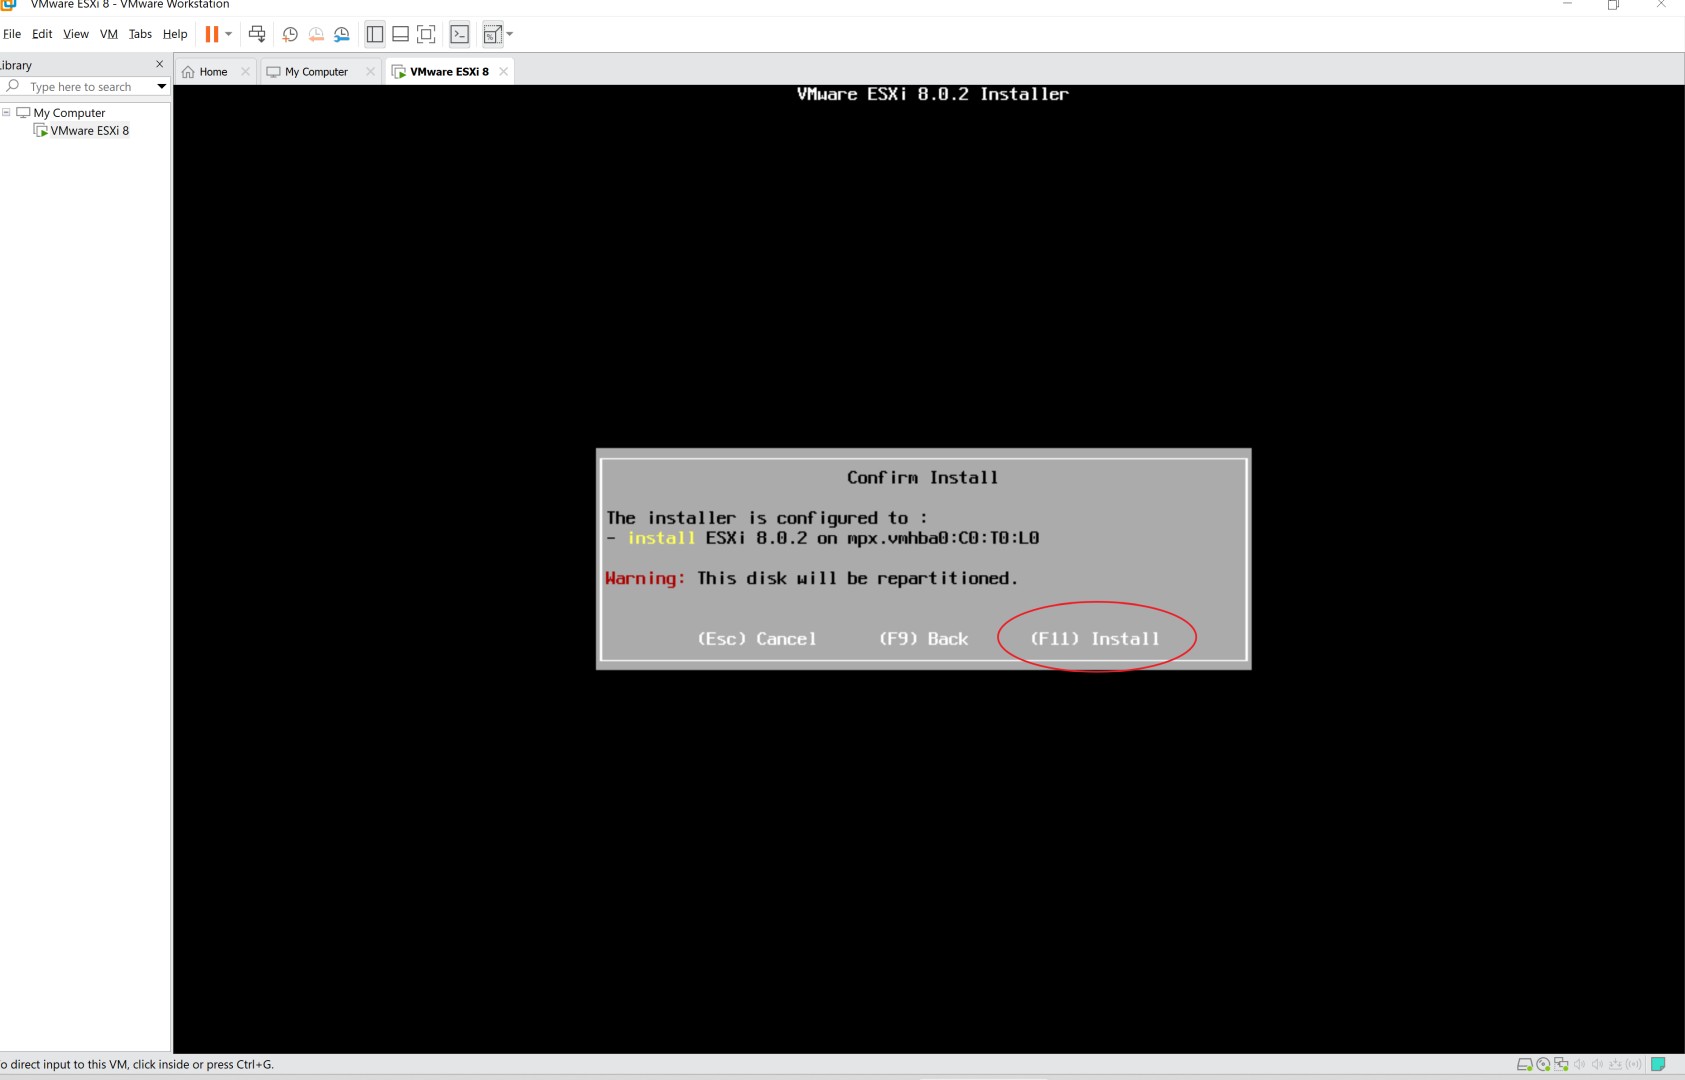 VMware ESXi 8 - VMware Workstation
File Edit View VM Tabs Help
Library
Type here to search
My Computer
VMware ESXi 8
Home
My Computer
VMware ESXi 8
VMware ESXi 8.0.2 Installer
Confirm Install
The installer is configured to :
- install ESXi 8.0.2 on mpx.vmhba0:C0:T0:L0
Warning: This disk will be repartitioned.
(Esc) Cancel (F9) Back (F11) Install
o direct input to this VM, click inside or press Ctrl+G.